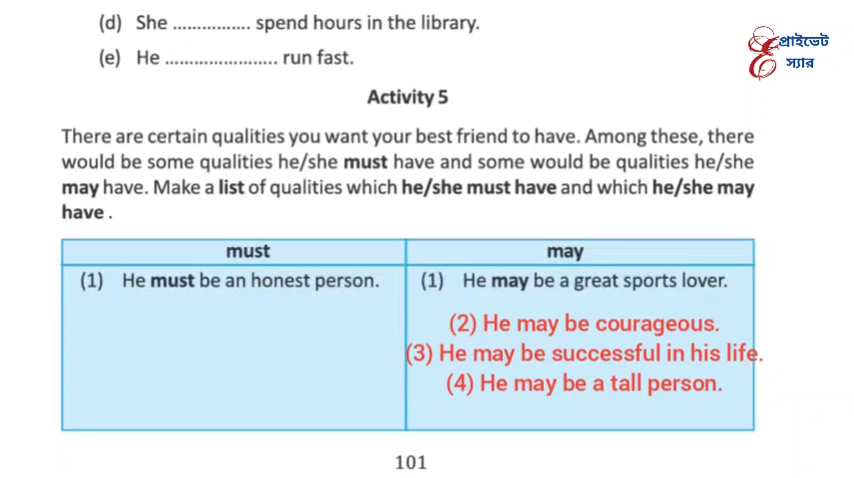 (d) She ................ spend hours in the library.
প্রাইভেট
স্যার
(e) He ....................... run fast.
Activity 5
There are certain qualities you want your best friend to have. Among these, there
would be some qualities he/she must have and some would be qualities he/she
may have. Make a list of qualities which he/she must have and which he/she may
have .
must
may
(1) He must be an honest person.
(1) He may be a great sports lover.
(2) He may be courageous.
(3) He may be successful in his life.
(4) He may be a tall person.
101